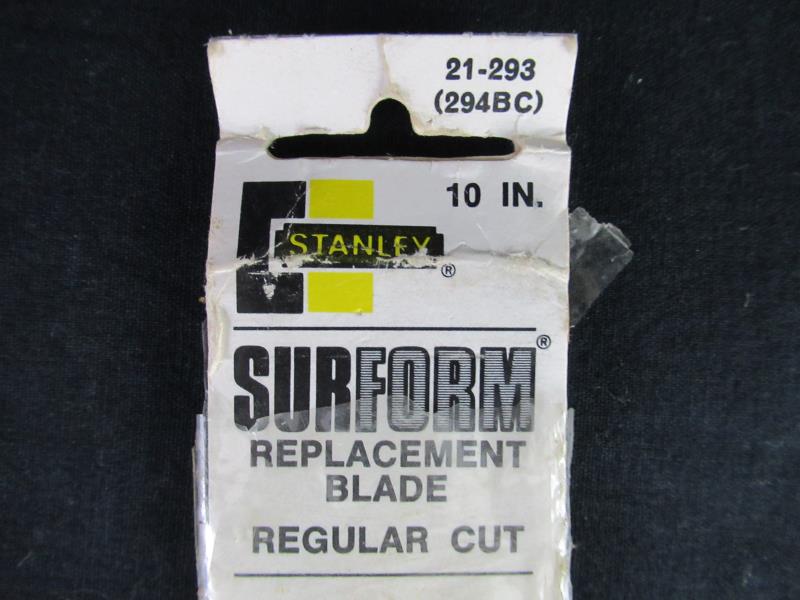 21-293
(294BC)
10 IN.
STANLEY
®
SURFORM®
REPLACEMENT
BLADE
REGULAR CUT